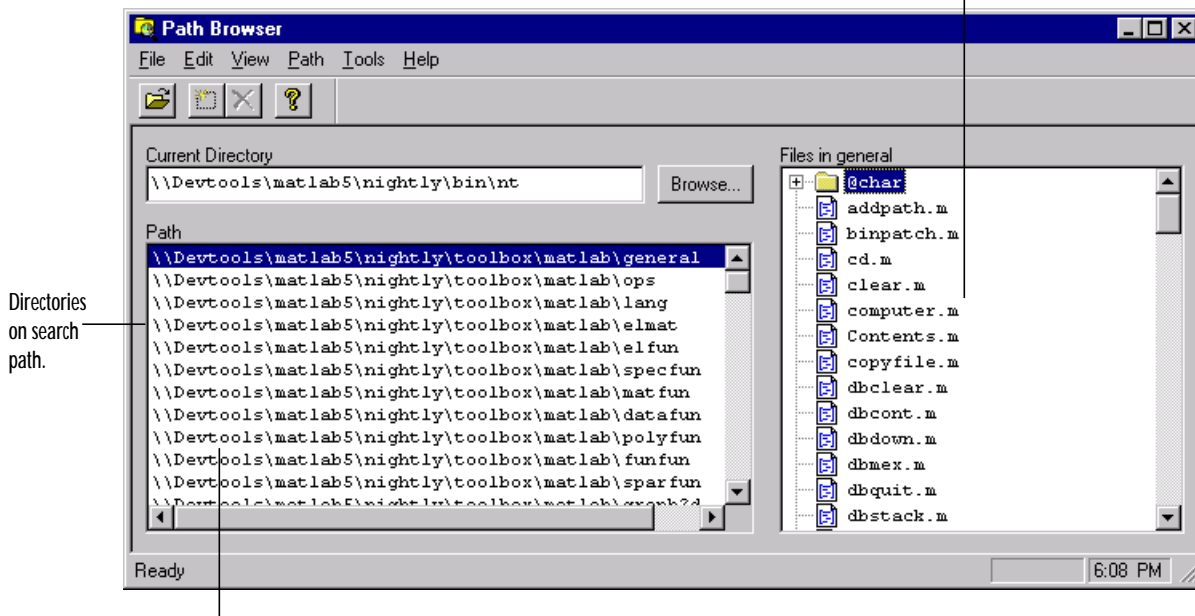 Path Browser
File Edit View Path Tools Help
Current Directory
\\Devtools\matlab5\nightly\bin\nt
Browse...
Path
\\Devtools\matlab5\nightly\toolbox\matlab\general
\\Devtools\matlab5\nightly\toolbox\matlab\ops
\\Devtools\matlab5\nightly\toolbox\matlab\lang
\\Devtools\matlab5\nightly\toolbox\matlab\elmat
\\Devtools\matlab5\nightly\toolbox\matlab\elfun
\\Devtools\matlab5\nightly\toolbox\matlab\specfun
\\Devtools\matlab5\nightly\toolbox\matlab\matfun
\\Devtools\matlab5\nightly\toolbox\matlab\datafun
\\Devtools\matlab5\nightly\toolbox\matlab\polyfun
\\Devtools\matlab5\nightly\toolbox\matlab\funfun
\\Devtools\matlab5\nightly\toolbox\matlab\sparfun
Directories
on search
path.
Files in general
@char
addpath.m
binpatch.m
cd.m
clear.m
computer.m
Contents.m
copyfile.m
dbclear.m
dbcont.m
dbdown.m
dbmex.m
dbquit.m
dbstack.m
Ready
6:08 PM